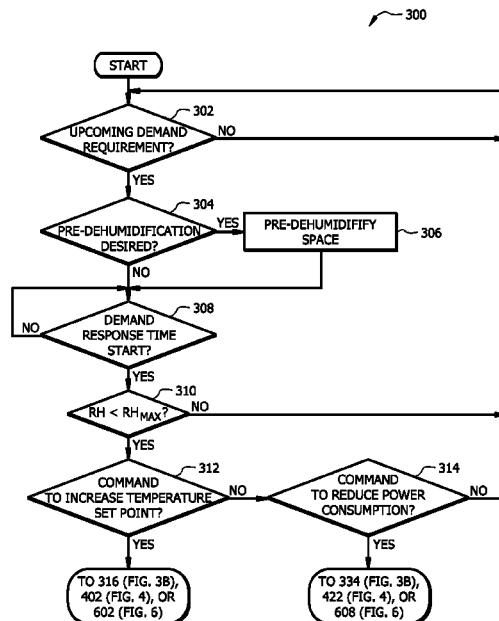 300
START
302
UPCOMING DEMAND
REQUIREMENT?
NO
YES
304
PRE-DEHUMIDIFICATION
DESIRED?
YES
PRE-DEHUMIDIFIFY
SPACE
306
NO
308
DEMAND
RESPONSE TIME
START?
NO
YES
310
RH < RHMAX?
NO
YES
312
COMMAND
TO INCREASE TEMPERATURE
SET POINT?
NO
314
COMMAND
TO REDUCE POWER
CONSUMPTION?
NO
YES
YES
TO 316 (FIG. 3B),
402 (FIG. 4), OR
602 (FIG. 6)
TO 334 (FIG. 3B),
422 (FIG. 4), OR
608 (FIG. 6)